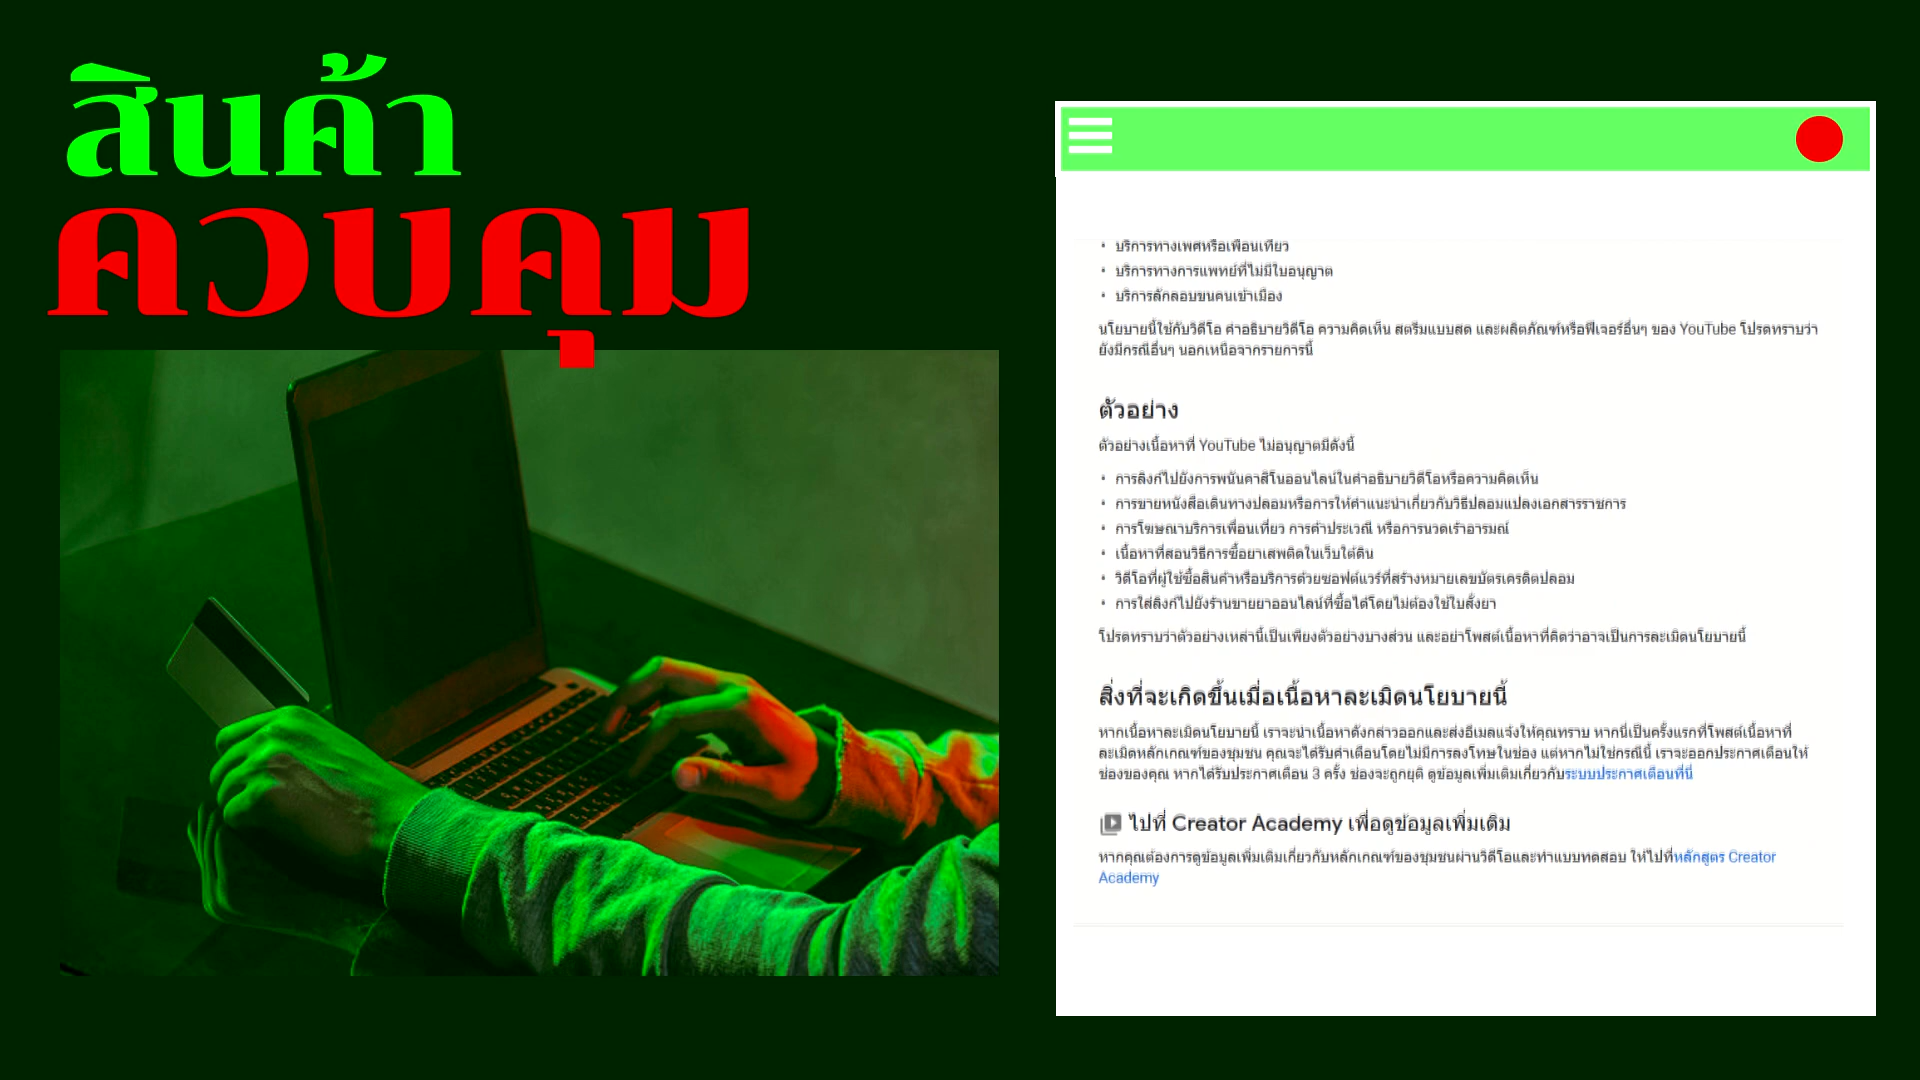 สินค้า
ควบคุม
• บริการทางเพศหรือเพื่อนเที่ยว
• บริการทางการแพทย์ที่ไม่มีใบอนุญาต
• บริการลักลอบขนคนเข้าเมือง
นโยบายนี้ใช้กับวิดีโอ คำอธิบายวิดีโอ ความคิดเห็น สตรีมแบบสด และผลิตภัณฑ์หรือฟีเจอร์อื่นๆ ของ YouTube โปรดทราบว่า
ยังมีกรณีอื่นๆ นอกเหนือจากรายการนี้
ตัวอย่าง
ตัวอย่างเนื้อหาที่ YouTube ไม่อนุญาตมีดังนี้
• การลิงก์ไปยังการพนันคาสิโนออนไลน์ในคำอธิบายวิดีโอหรือความคิดเห็น
• การขายหนังสือเดินทางปลอมหรือการให้คำแนะนำเกี่ยวกับวิธีปลอมแปลงเอกสารราชการ
• การโฆษณาบริการเพื่อนเที่ยว การค้าประเวณี หรือการนวดเร้าอารมณ์
• เนื้อหาที่สอนวิธีการซื้อยาเสพติดในเว็บใต้ดิน
• วิดีโอที่ผู้ใช้ซื้อสินค้าหรือบริการด้วยซอฟต์แวร์ที่สร้างหมายเลขบัตรเครดิตปลอม
• การใส่ลิงก์ไปยังร้านขายยาออนไลน์ที่ซื้อได้โดยไม่ต้องใช้ใบสั่งยา
โปรดทราบว่าตัวอย่างเหล่านี้เป็นเพียงตัวอย่างบางส่วน และอย่าโพสต์เนื้อหาที่คิดว่าอาจเป็นการละเมิดนโยบายนี้
สิ่งที่จะเกิดขึ้นเมื่อเนื้อหาละเมิดนโยบายนี้
หากเนื้อหาละเมิดนโยบายนี้ เราจะนำเนื้อหาดังกล่าวออกและส่งอีเมลแจ้งให้คุณทราบ หากนี่เป็นครั้งแรกที่โพสต์เนื้อหาที่
ละเมิดหลักเกณฑ์ของชุมชน คุณจะได้รับคำเตือนโดยไม่มีการลงโทษในช่อง แต่หากไม่ใช่กรณีนี้ เราจะออกประกาศเตือนให้
ช่องของคุณ หากได้รับประกาศเตือน 3 ครั้ง ช่องจะถูกยุติ ดูข้อมูลเพิ่มเติมเกี่ยวกับระบบประกาศเตือนที่นี่
ไปที่ Creator Academy เพื่อดูข้อมูลเพิ่มเติม
หากคุณต้องการดูข้อมูลเพิ่มเติมเกี่ยวกับหลักเกณฑ์ของชุมชนผ่านวิดีโอและทำแบบทดสอบ ให้ไปที่หลักสูตร Creator
Academy